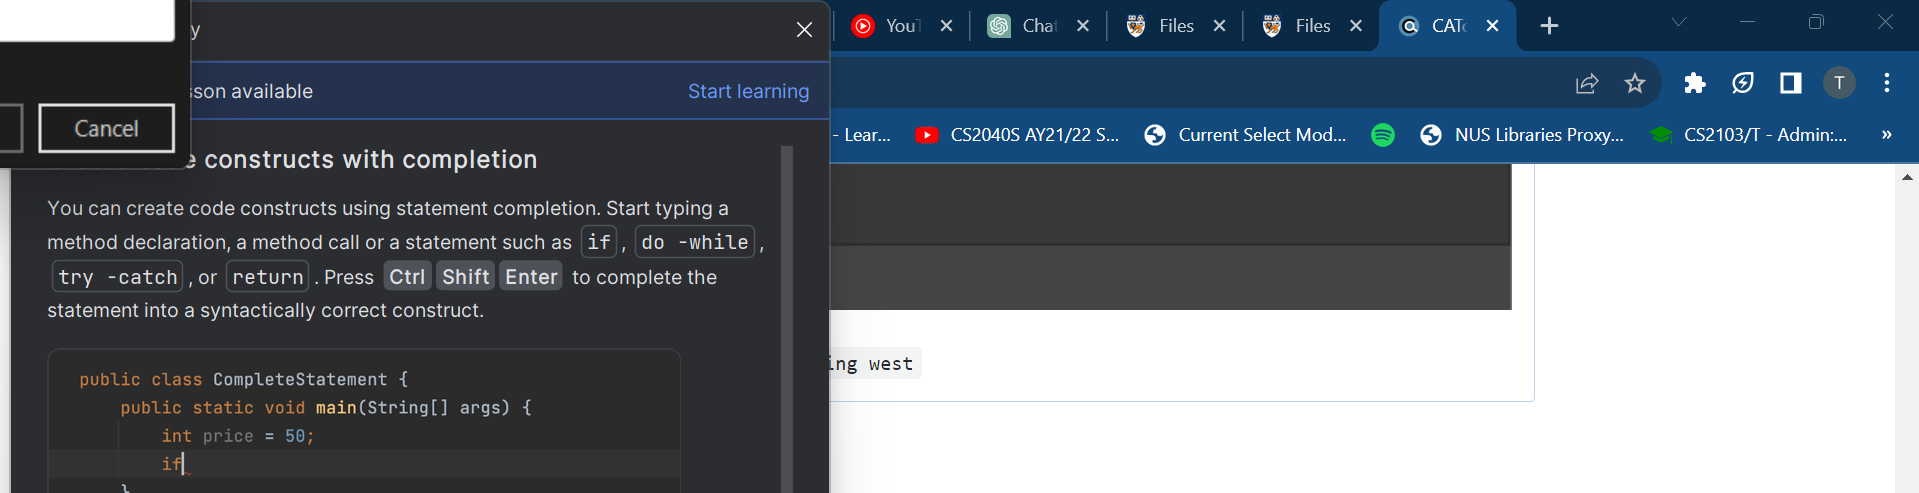 y
sson available
Start learning
Cancel
constructs with completion
You can create code constructs using statement completion. Start typing a
method declaration, a method call or a statement such as if, do -while,
try -catch, or return. Press Ctrl Shift Enter to complete the
statement into a syntactically correct construct.
public class CompleteStatement {
public static void main(String[] args) {
int price = 50;
if
}
You
Chat
Files
Files
CATc
T
- Lear...
CS2040S AY21/22 S...
Current Select Mod...
NUS Libraries Proxy...
CS2103/T - Admin:...
»
ing west